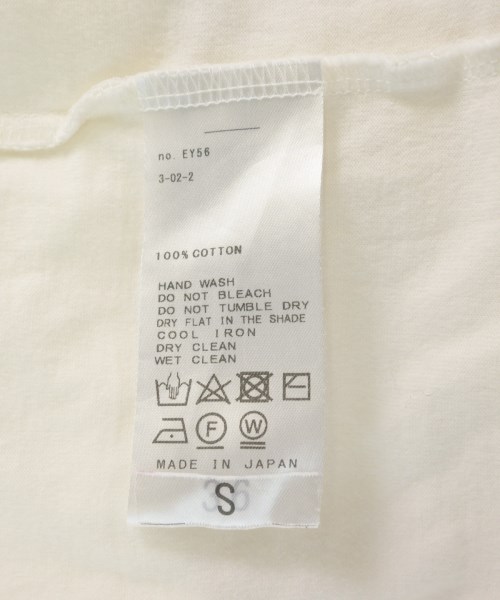 no. EY56
3-02-2
100% COTTON
HAND WASH
DO NOT BLEACH
DO NOT TUMBLE DRY
DRY FLAT IN THE SHADE
COOL IRON
DRY CLEAN
WET CLEAN
F W
MADE IN JAPAN
S